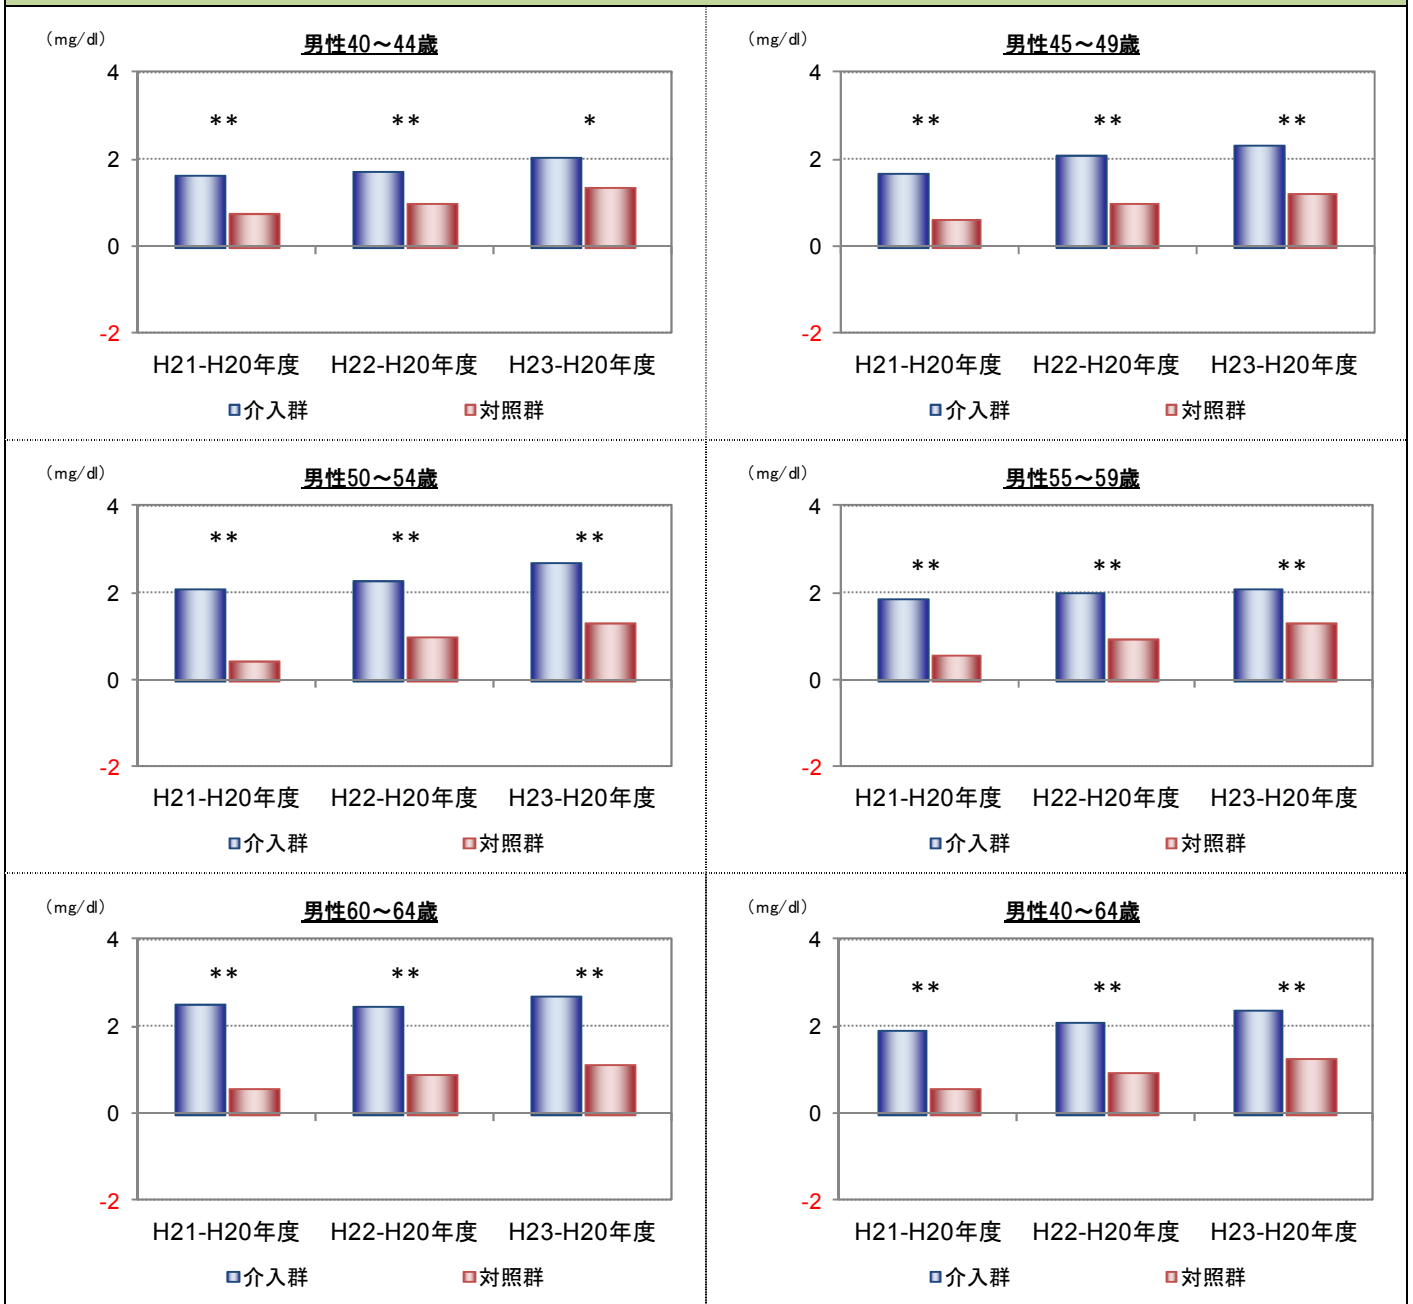 （mg/dl） 男性40～44歳
4
** ** *
2
0
-2
H21-H20年度 H22-H20年度 H23-H20年度
介入群 対照群
（mg/dl） 男性45～49歳
4
** ** **
2
0
-2
H21-H20年度 H22-H20年度 H23-H20年度
介入群 対照群
（mg/dl） 男性50～54歳
4
** ** **
2
0
-2
H21-H20年度 H22-H20年度 H23-H20年度
介入群 対照群
（mg/dl） 男性55～59歳
4
** ** **
2
0
-2
H21-H20年度 H22-H20年度 H23-H20年度
介入群 対照群
（mg/dl） 男性60～64歳
4
** ** **
2
0
-2
H21-H20年度 H22-H20年度 H23-H20年度
介入群 対照群
（mg/dl） 男性40～64歳
4
** ** **
2
0
-2
H21-H20年度 H22-H20年度 H23-H20年度
介入群 対照群